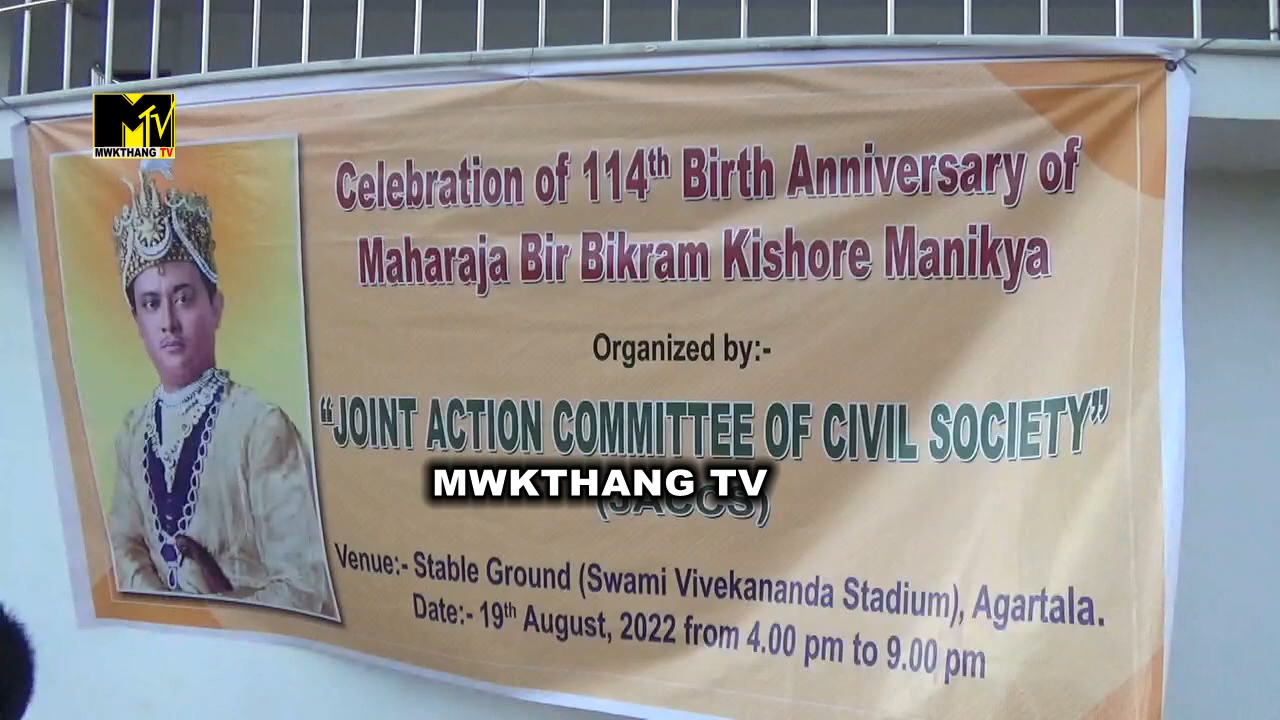 MTV
MWKTHANG TV
Celebration of 114th Birth Anniversary of
Maharaja Bir Bikram Kishore Manikya
Organized by:-
“JOINT ACTION COMMITTEE OF CIVIL SOCIETY”
MWKTHANG TV
(JACCS)
Venue:- Stable Ground (Swami Vivekananda Stadium), Agartala.
Date:- 19th August, 2022 from 4.00 pm to 9.00 pm